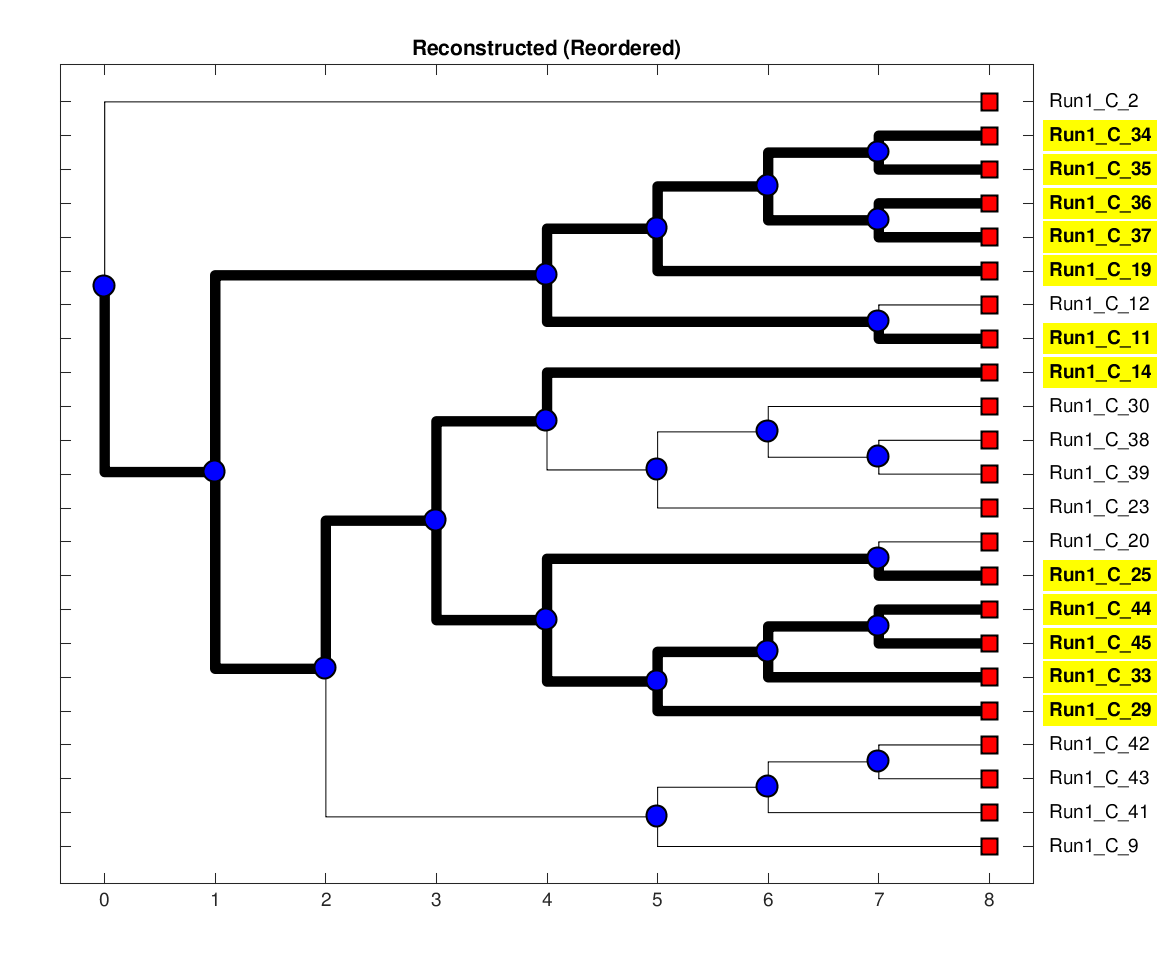 Reconstructed (Reordered)
Run1_C_2
Run1_C_34
Run1_C_35
Run1_C_36
Run1_C_37
Run1_C_19
Run1_C_12
Run1_C_11
Run1_C_14
Run1_C_30
Run1_C_38
Run1_C_39
Run1_C_23
Run1_C_20
Run1_C_25
Run1_C_44
Run1_C_45
Run1_C_33
Run1_C_29
Run1_C_42
Run1_C_43
Run1_C_41
Run1_C_9
0 1 2 3 4 5 6 7 8